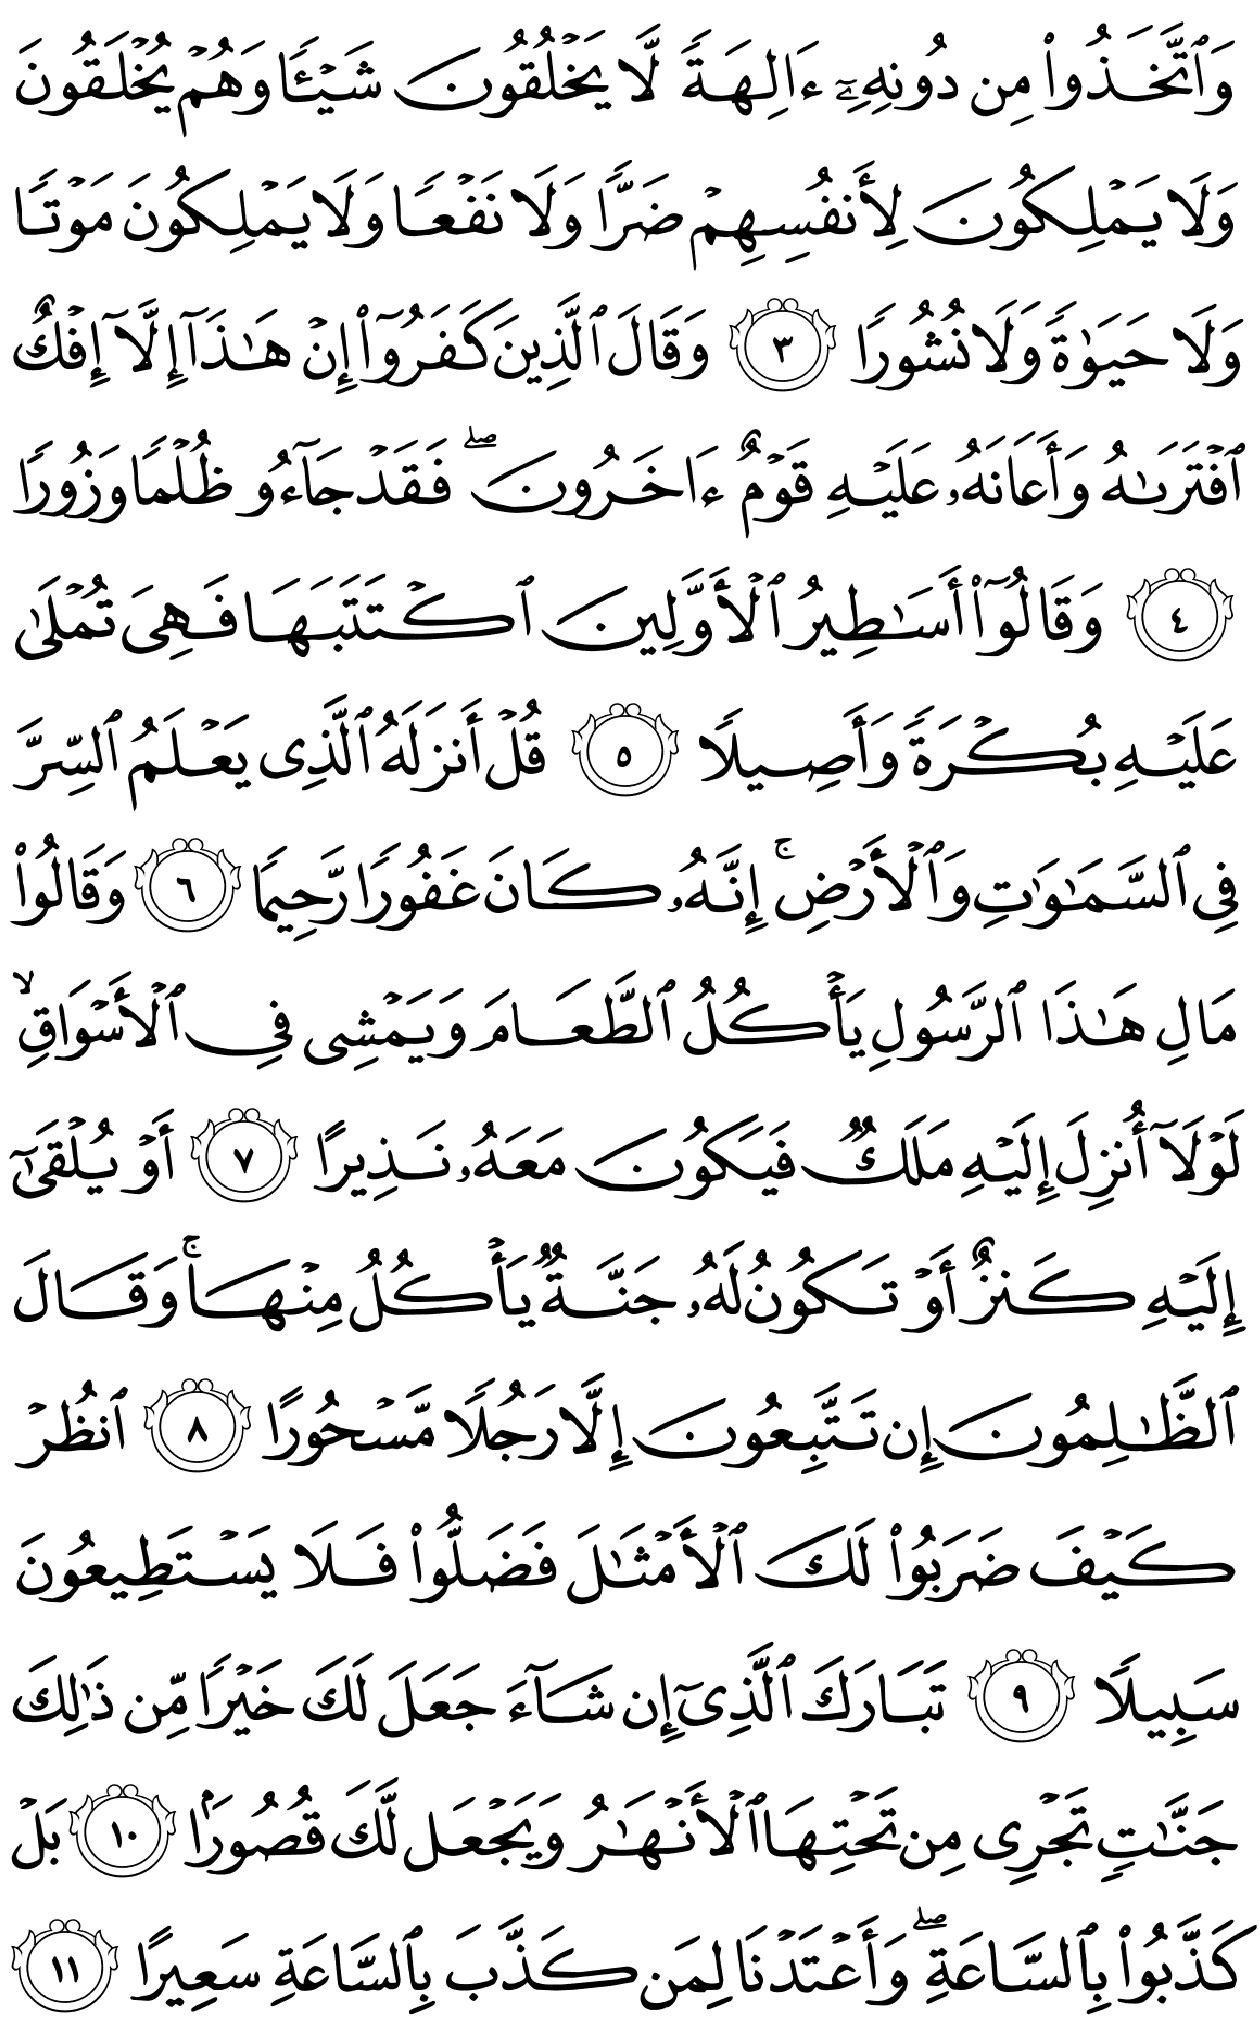 وَٱتَّخَذُوا۟ مِن دُونِهِۦٓ ءَالِهَةً لَّا يَخْلُقُونَ شَيْـًٔا وَهُمْ يُخْلَقُونَ
وَلَا يَمْلِكُونَ لِأَنفُسِهِمْ ضَرًّا وَلَا نَفْعًا وَلَا يَمْلِكُونَ مَوْتًا
وَلَا حَيَوٰةً وَلَا نُشُورًا ٣ وَقَالَ ٱلَّذِينَ كَفَرُوٓا۟ إِنْ هَـٰذَآ إِلَّآ إِفْكٌ
ٱفْتَرَىٰهُ وَأَعَانَهُۥ عَلَيْهِ قَوْمٌ ءَاخَرُونَ ۖ فَقَدْ جَآءُو ظُلْمًا وَزُورًا
٤ وَقَالُوٓا۟ أَسَـٰطِيرُ ٱلْأَوَّلِينَ ٱكْتَتَبَهَا فَهِىَ تُمْلَىٰ
عَلَيْهِ بُكْرَةً وَأَصِيلًا ٥ قُلْ أَنزَلَهُ ٱلَّذِى يَعْلَمُ ٱلسِّرَّ
فِى ٱلسَّمَـٰوَٰتِ وَٱلْأَرْضِ ۚ إِنَّهُۥ كَانَ غَفُورًا رَّحِيمًا ٦ وَقَالُوا۟
مَالِ هَـٰذَا ٱلرَّسُولِ يَأْكُلُ ٱلطَّعَامَ وَيَمْشِى فِى ٱلْأَسْوَاقِ ۙ
لَوْلَآ أُنزِلَ إِلَيْهِ مَلَكٌ فَيَكُونَ مَعَهُۥ نَذِيرًا ٧ أَوْ يُلْقَىٰٓ
إِلَيْهِ كَنزٌ أَوْ تَكُونُ لَهُۥ جَنَّةٌ يَأْكُلُ مِنْهَا ۚ وَقَالَ
ٱلظَّـٰلِمُونَ إِن تَتَّبِعُونَ إِلَّا رَجُلًا مَّسْحُورًا ٨ ٱنظُرْ
كَيْفَ ضَرَبُوا۟ لَكَ ٱلْأَمْثَـٰلَ فَضَلُّوا۟ فَلَا يَسْتَطِيعُونَ
سَبِيلًا ٩ تَبَارَكَ ٱلَّذِىٓ إِن شَآءَ جَعَلَ لَكَ خَيْرًا مِّن ذَٰلِكَ
جَنَّـٰتٍ تَجْرِى مِن تَحْتِهَا ٱلْأَنْهَـٰرُ وَيَجْعَل لَّكَ قُصُورًۢا ١٠ بَلْ
كَذَّبُوا۟ بِٱلسَّاعَةِ ۖ وَأَعْتَدْنَا لِمَن كَذَّبَ بِٱلسَّاعَةِ سَعِيرًا ١١